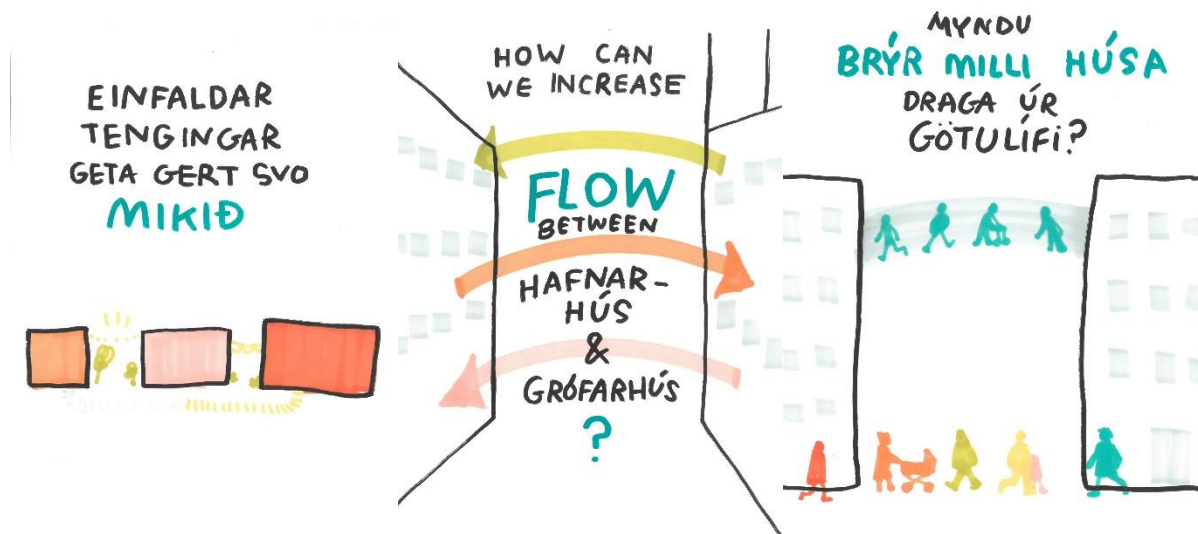 EINFALDAR
TENGINGAR
GETA GERT SVO
MIKIÐ
HOW CAN
WE INCREASE
FLOW
BETWEEN
HAFNAR-
HÚS
&
GRÓFARHÚS
?
MYNDU
BRÝR MILLI HÚSA
DRAGA ÚR
GÖTULÍFI?